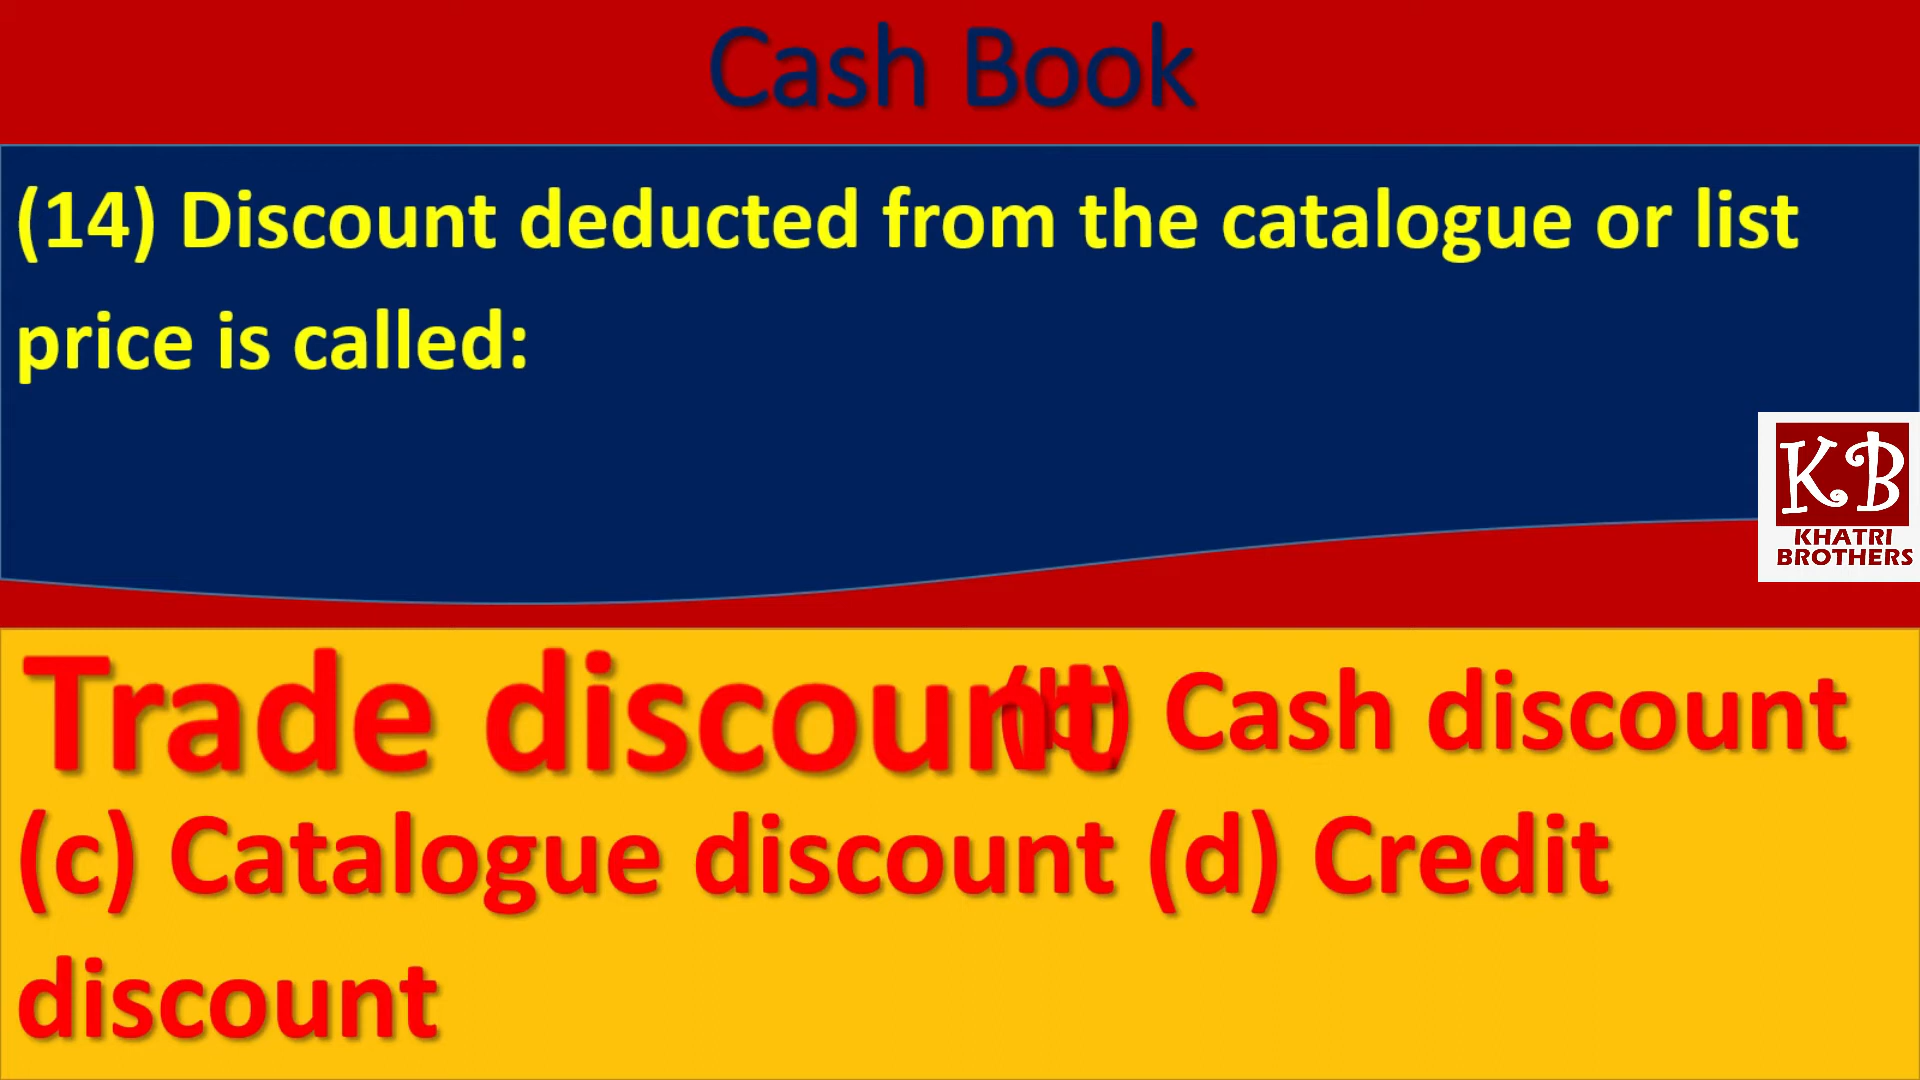 Cash Book
(14) Discount deducted from the catalogue or list
price is called:
KB
KHATRI
BROTHERS
Trade discount (b) Cash discount
(c) Catalogue discount (d) Credit
discount